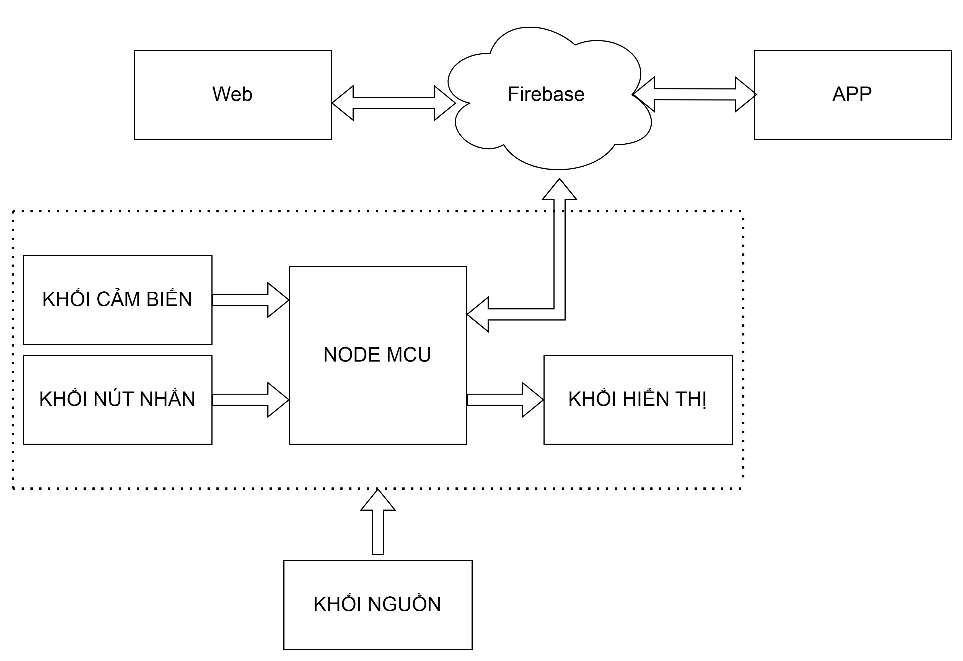 Web
Firebase
APP
KHỐI CẢM BIẾN
NODE MCU
KHỐI NÚT NHẤN
KHỐI HIỂN THỊ
KHỐI NGUỒN